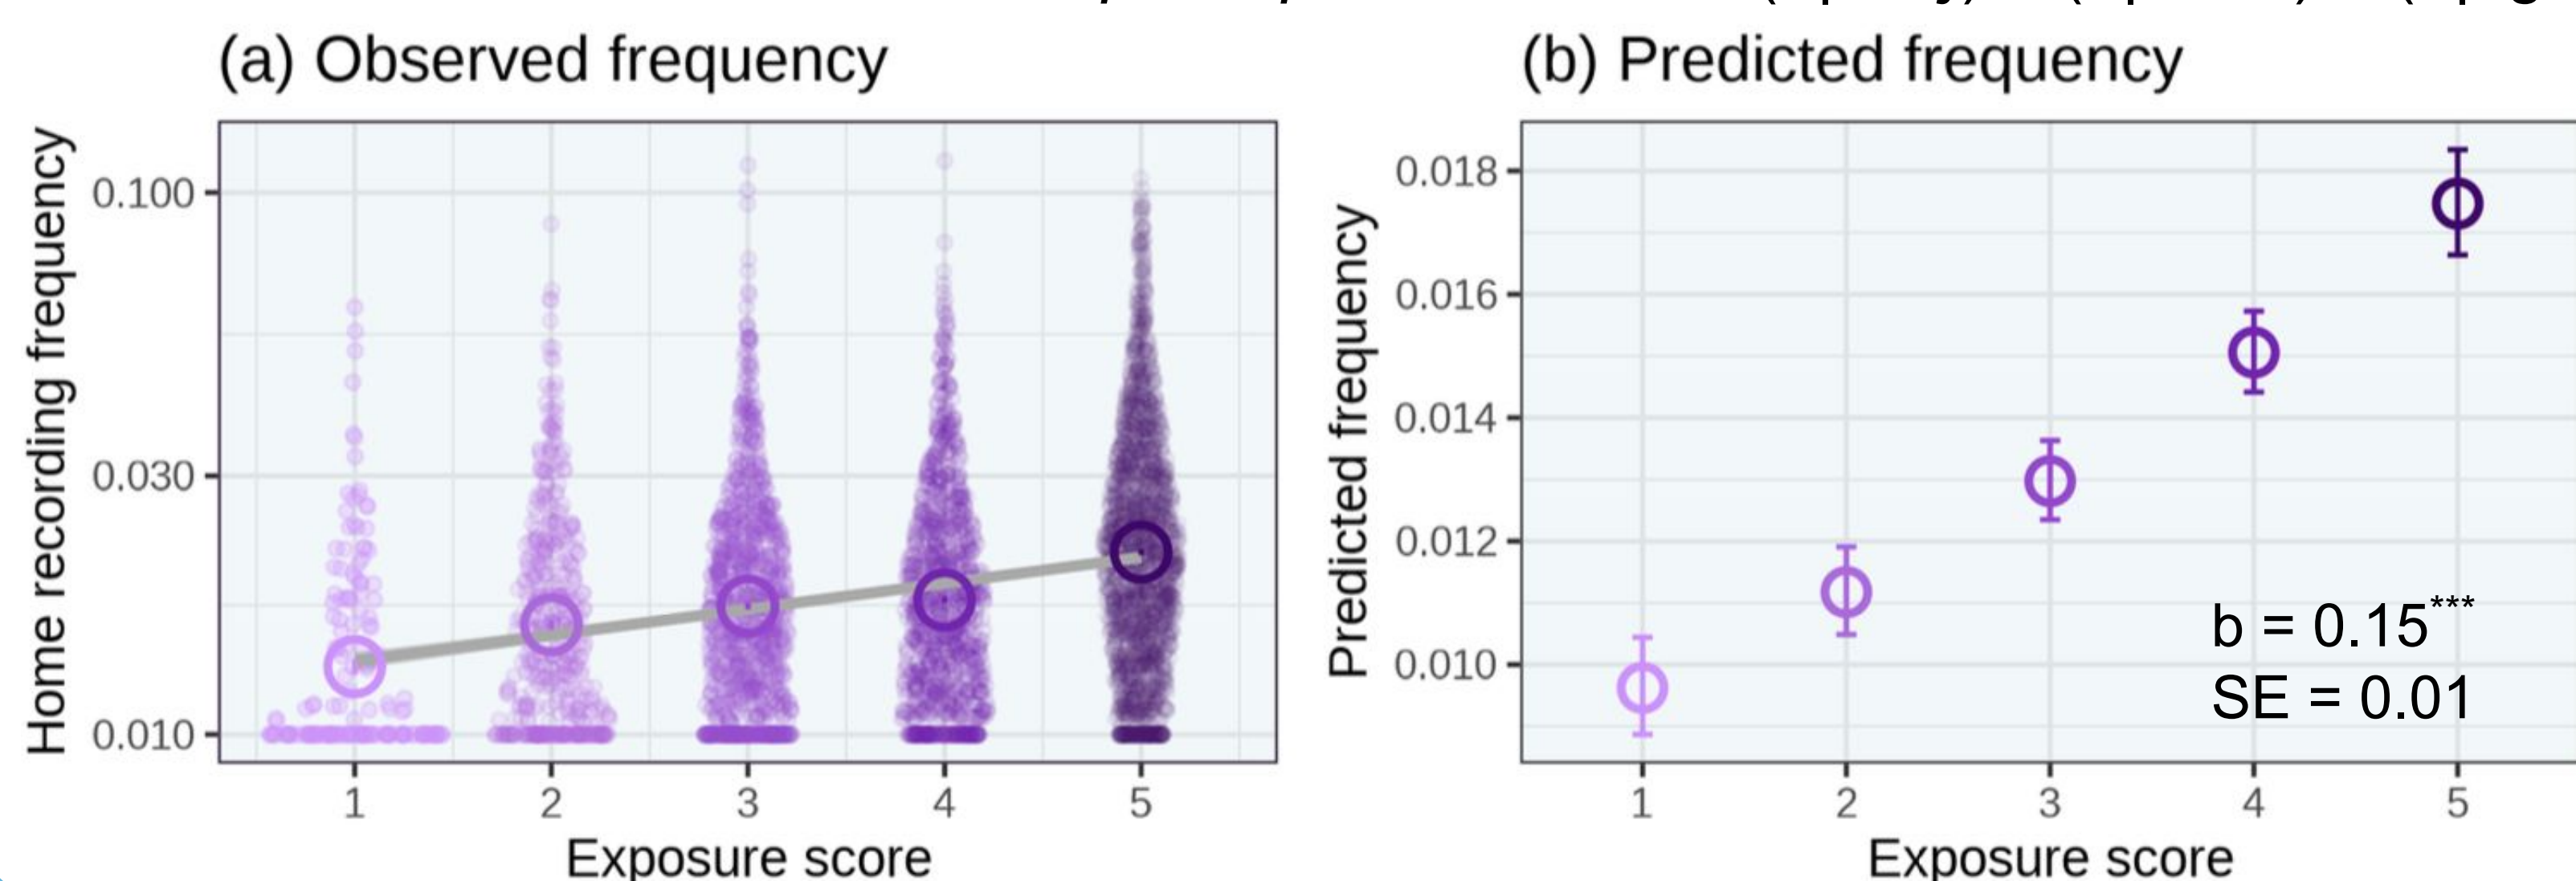 (a) Observed frequency
Home recording frequency
0.100
0.030
0.010
1 2 3 4 5
Exposure score
(b) Predicted frequency
Predicted frequency
0.018
0.016
0.014
0.012
0.010
b = 0.15***
SE = 0.01
1 2 3 4 5
Exposure score